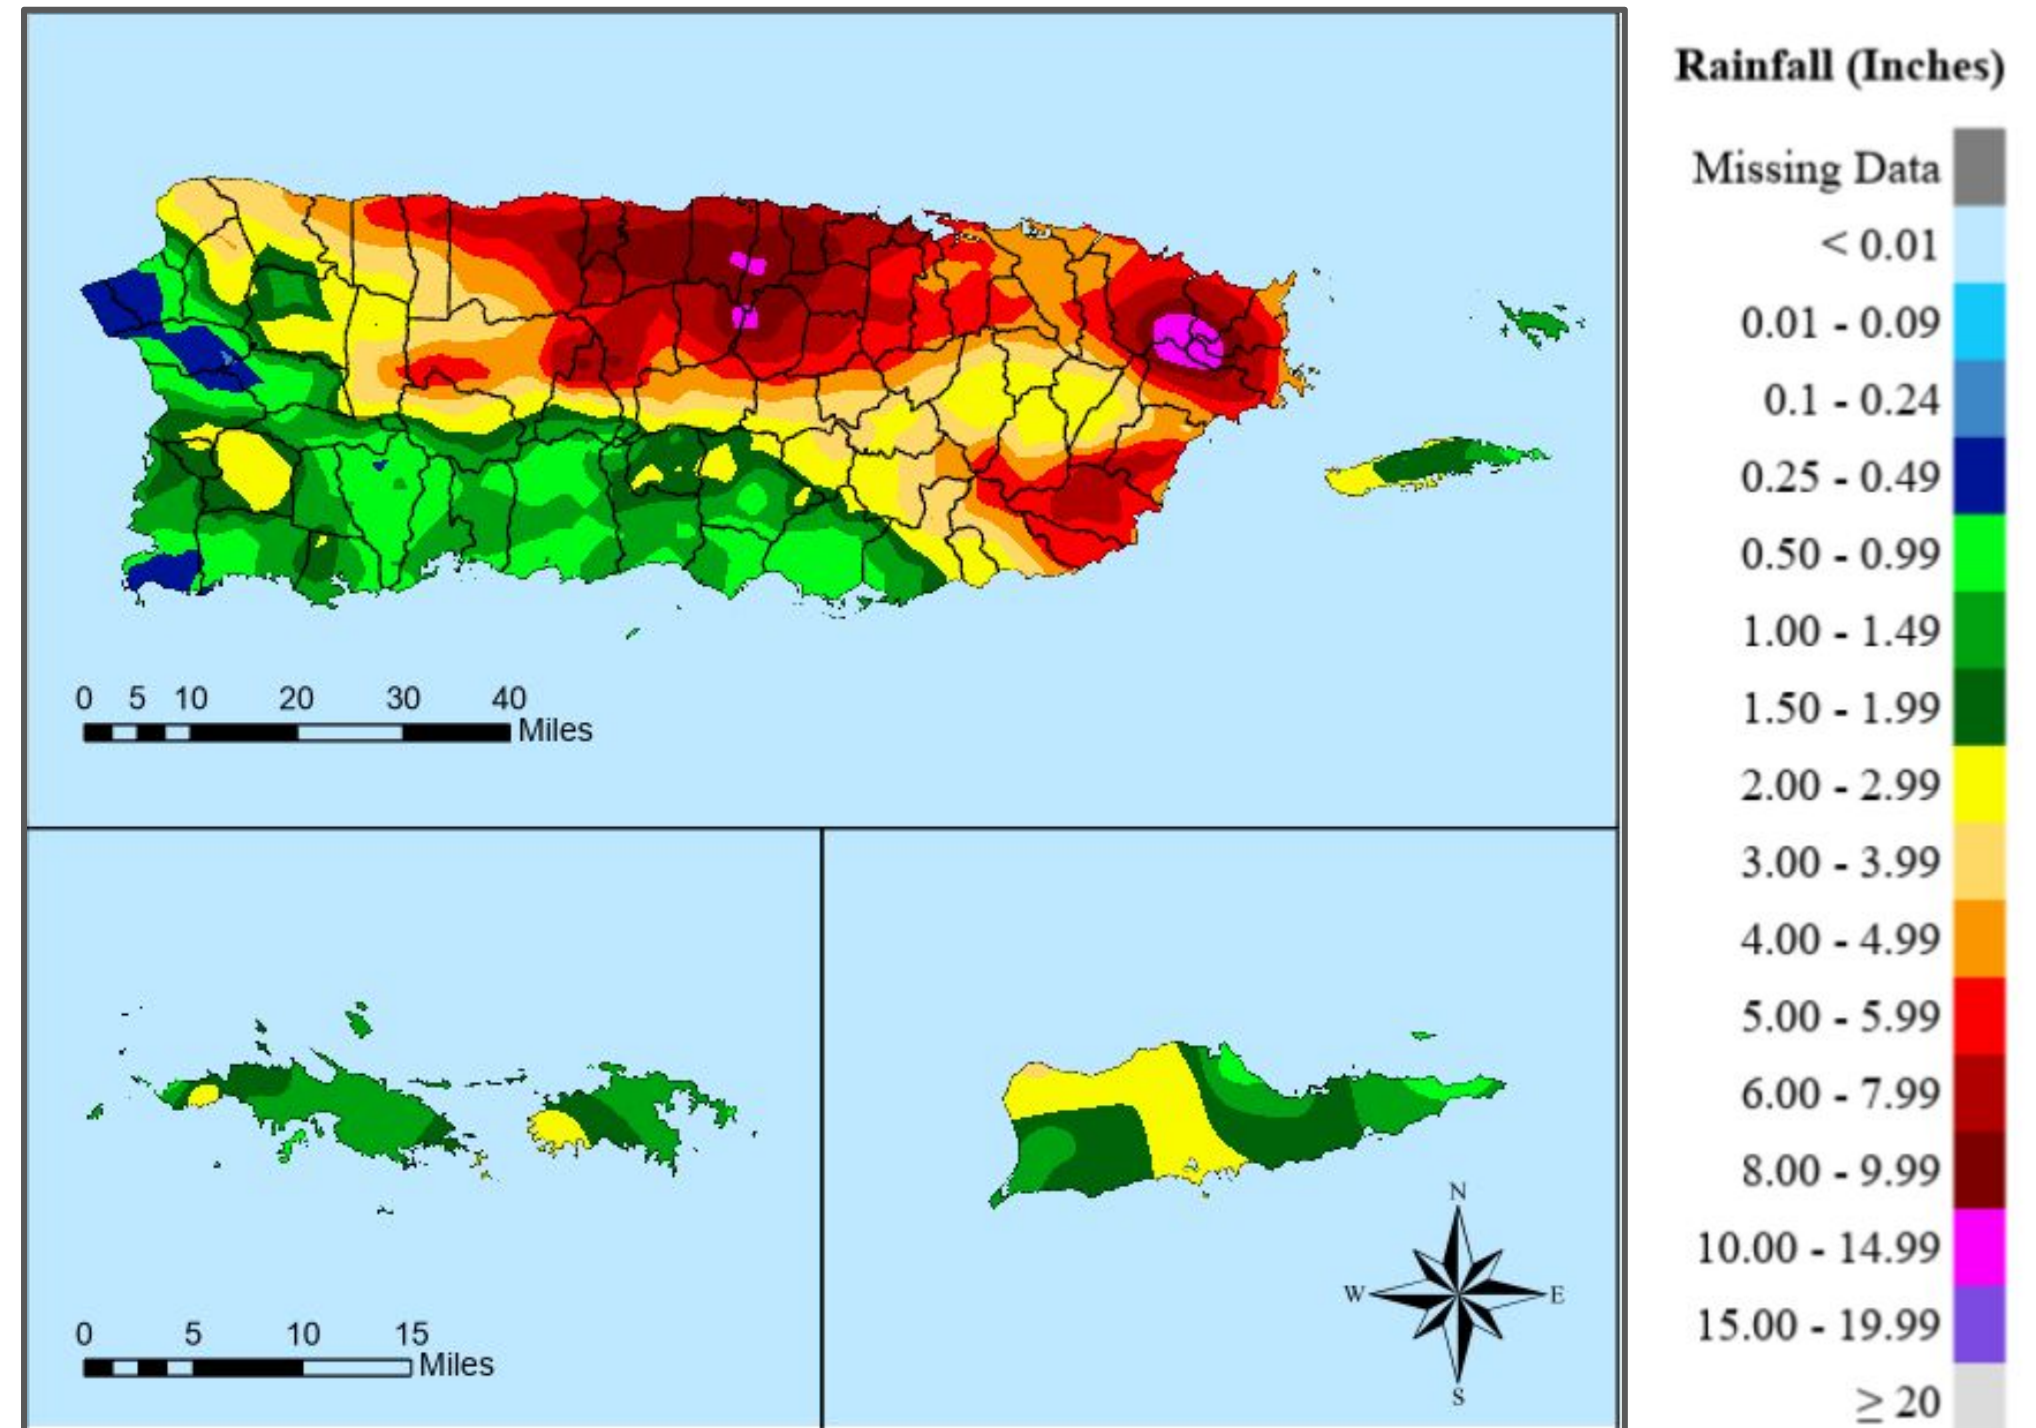 Rainfall (Inches)
Missing Data
< 0.01
0.01 - 0.09
0.1 - 0.24
0.25 - 0.49
0.50 - 0.99
1.00 - 1.49
1.50 - 1.99
2.00 - 2.99
3.00 - 3.99
4.00 - 4.99
5.00 - 5.99
6.00 - 7.99
8.00 - 9.99
10.00 - 14.99
15.00 - 19.99
≥ 20
0 5 10 20 30 40
Miles
0 5 10 15
Miles
N
W E
S